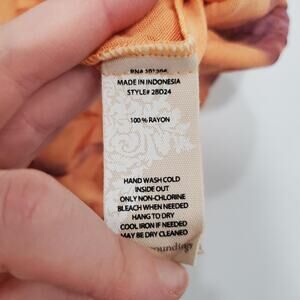 MADE IN INDONESIA
STYLE# 28D24
100% RAYON
HAND WASH COLD
INSIDE OUT
ONLY NON-CHLORINE
BLEACH WHEN NEEDED
HANG TO DRY
COOL IRON IF NEEDED
MAY BE DRY CLEANED